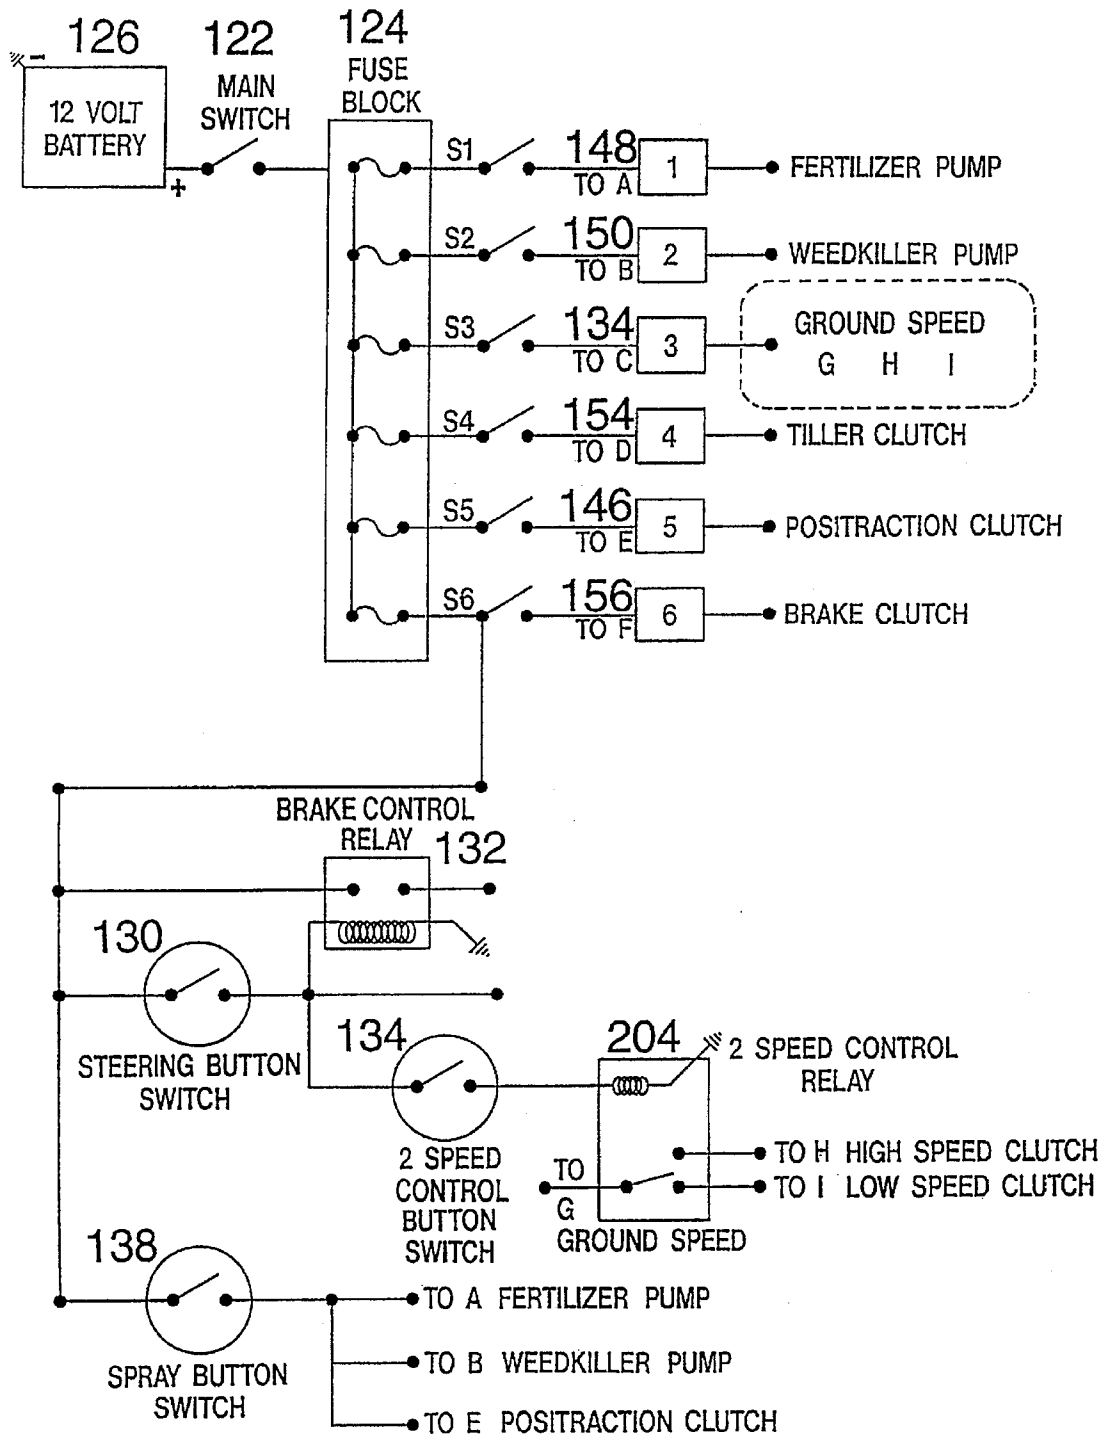 126
122
124
FUSE
BLOCK
MAIN
SWITCH
12 VOLT
BATTERY
−
+
S1 148 TO A 1 FERTILIZER PUMP
S2 150 TO B 2 WEEDKILLER PUMP
S3 134 TO C 3 GROUND SPEED
G H I
S4 154 TO D 4 TILLER CLUTCH
S5 146 TO E 5 POSITRACTION CLUTCH
S6 156 TO F 6 BRAKE CLUTCH
BRAKE CONTROL
RELAY
132
130
STEERING BUTTON
SWITCH
134
2 SPEED
CONTROL
BUTTON
SWITCH
204
2 SPEED CONTROL
RELAY
TO H HIGH SPEED CLUTCH
TO I LOW SPEED CLUTCH
TO
G
GROUND SPEED
138
SPRAY BUTTON
SWITCH
TO A FERTILIZER PUMP
TO B WEEDKILLER PUMP
TO E POSITRACTION CLUTCH